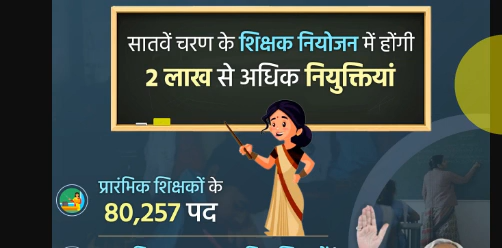 सातवें चरण के शिक्षक नियोजन में होंगी
2 लाख से अधिक नियुक्तियां
प्रारंभिक शिक्षकों के
80,257 पद